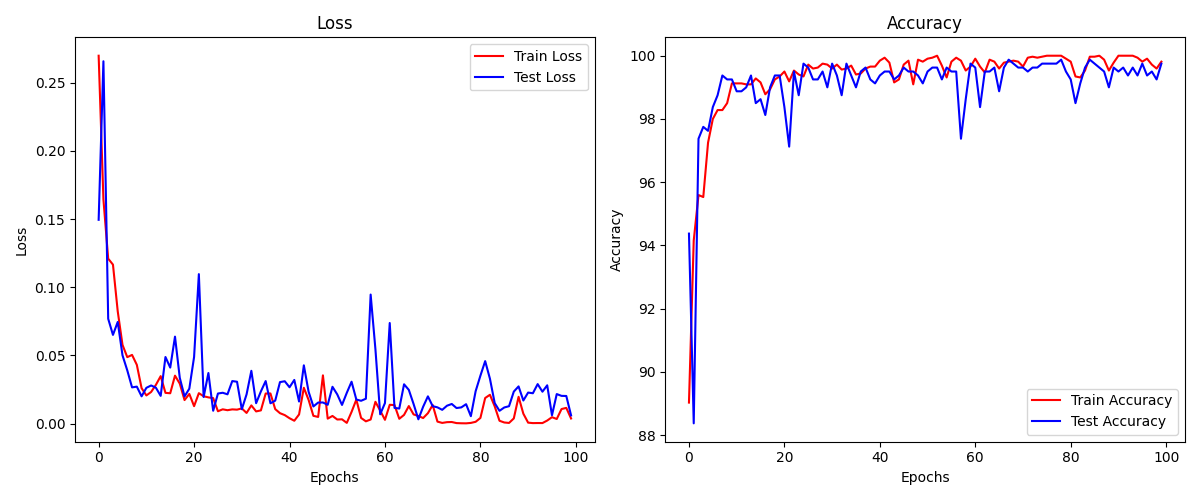 Loss
Train Loss
Test Loss
0.25
0.20
0.15
0.10
0.05
0.00
Loss
0 20 40 60 80 100
Epochs
Accuracy
100
98
96
94
92
90
88
Accuracy
Train Accuracy
Test Accuracy
0 20 40 60 80 100
Epochs